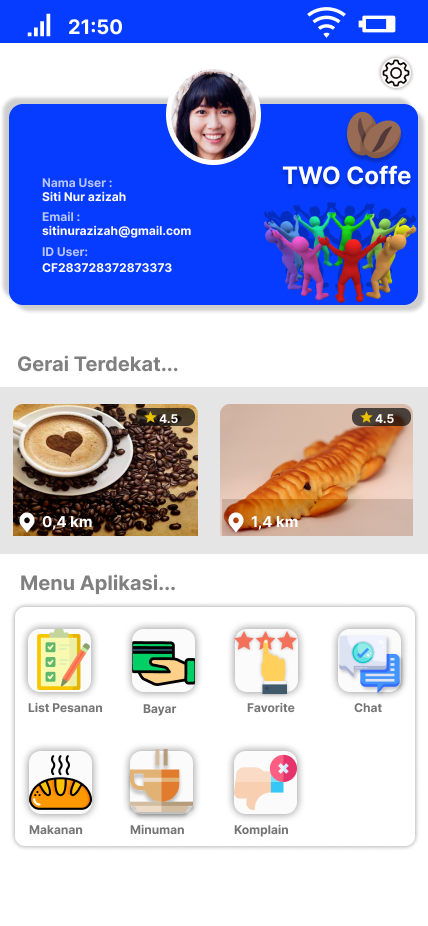 21:50
TWO Coffe
Nama User :
Siti Nur azizah
Email :
sitinurazizah@gmail.com
ID User:
CF283728372873373
Gerai Terdekat...
4.5
4.5
0,4 km
1,4 km
Menu Aplikasi...
List Pesanan
Bayar
Favorite
Chat
Makanan
Minuman
Komplain